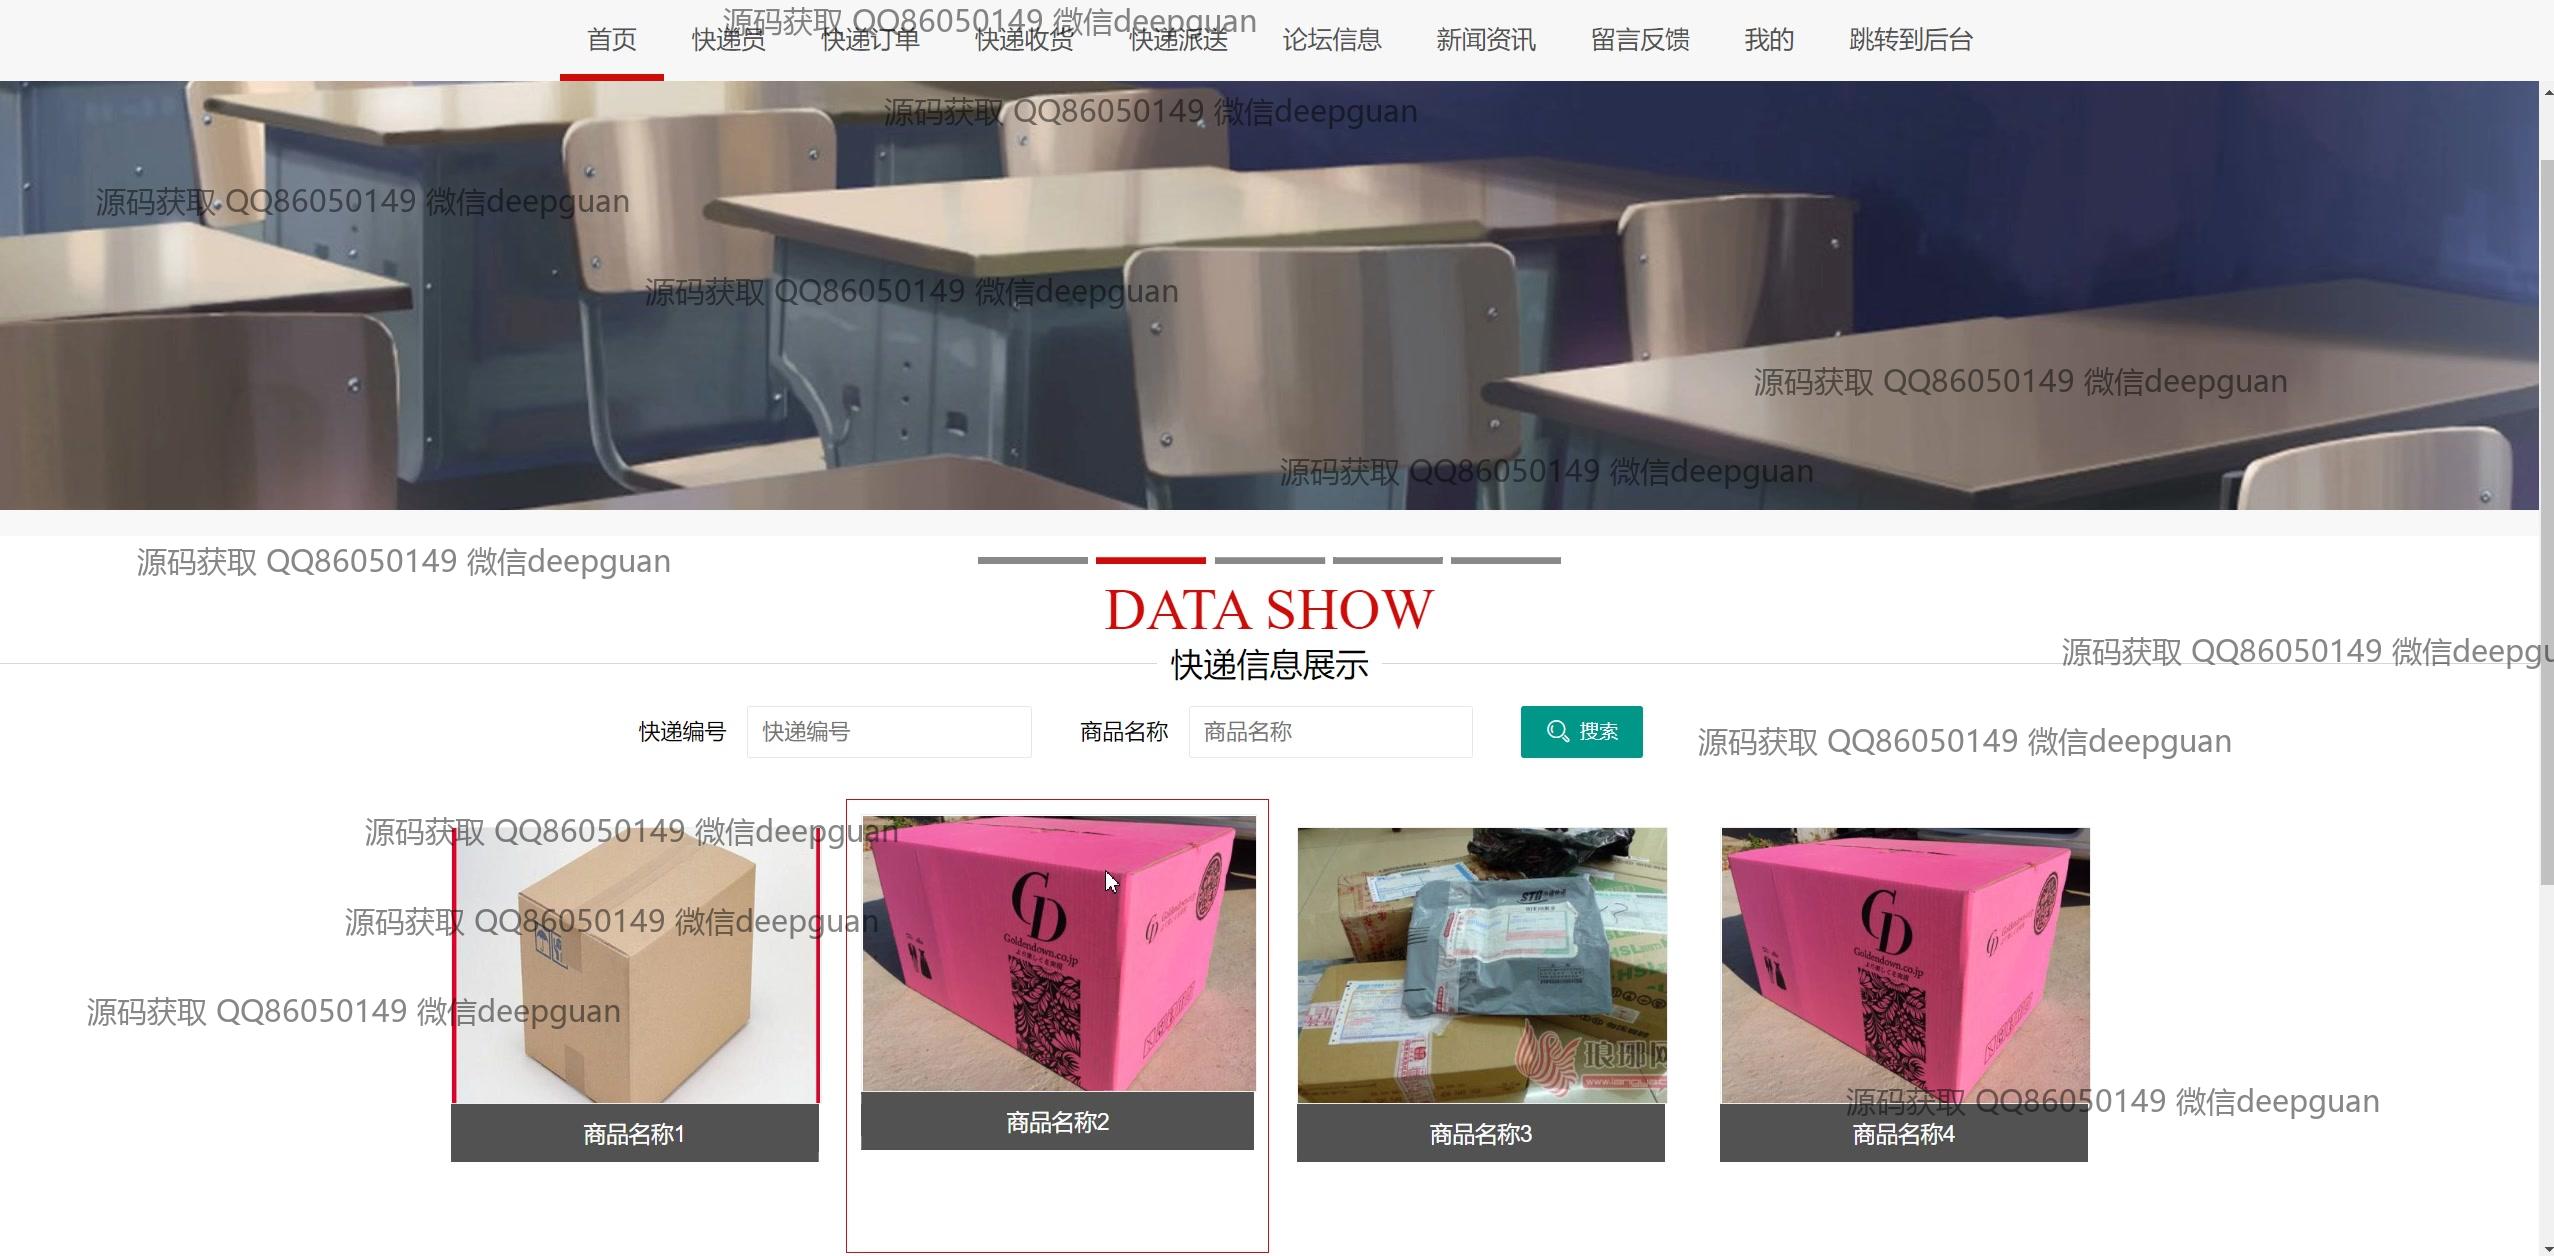 源码获取 QQ86050149 微信deepguan
首页 快递员 快递订单 快递收货 快递派送 论坛信息 新闻资讯 留言反馈 我的 跳转到后台
源码获取 QQ86050149 微信deepguan
源码获取 QQ86050149 微信deepguan
源码获取 QQ86050149 微信deepguan
源码获取 QQ86050149 微信deepguan
源码获取 QQ86050149 微信deepguan
源码获取 QQ86050149 微信deepguan
DATA SHOW
源码获取 QQ86050149 微信deepgu
快递信息展示
快递编号 快递编号 商品名称 商品名称 搜索
源码获取 QQ86050149 微信deepguan
源码获取 QQ86050149 微信deepguan
源码获取 QQ86050149 微信deepguan
源码获取 QQ86050149 微信deepguan
GD
Goldendown.co.jp
STO
琅琊网
GD
Goldendown.co.jp
源码获取 QQ86050149 微信deepguan
商品名称1
商品名称2
商品名称3
商品名称4